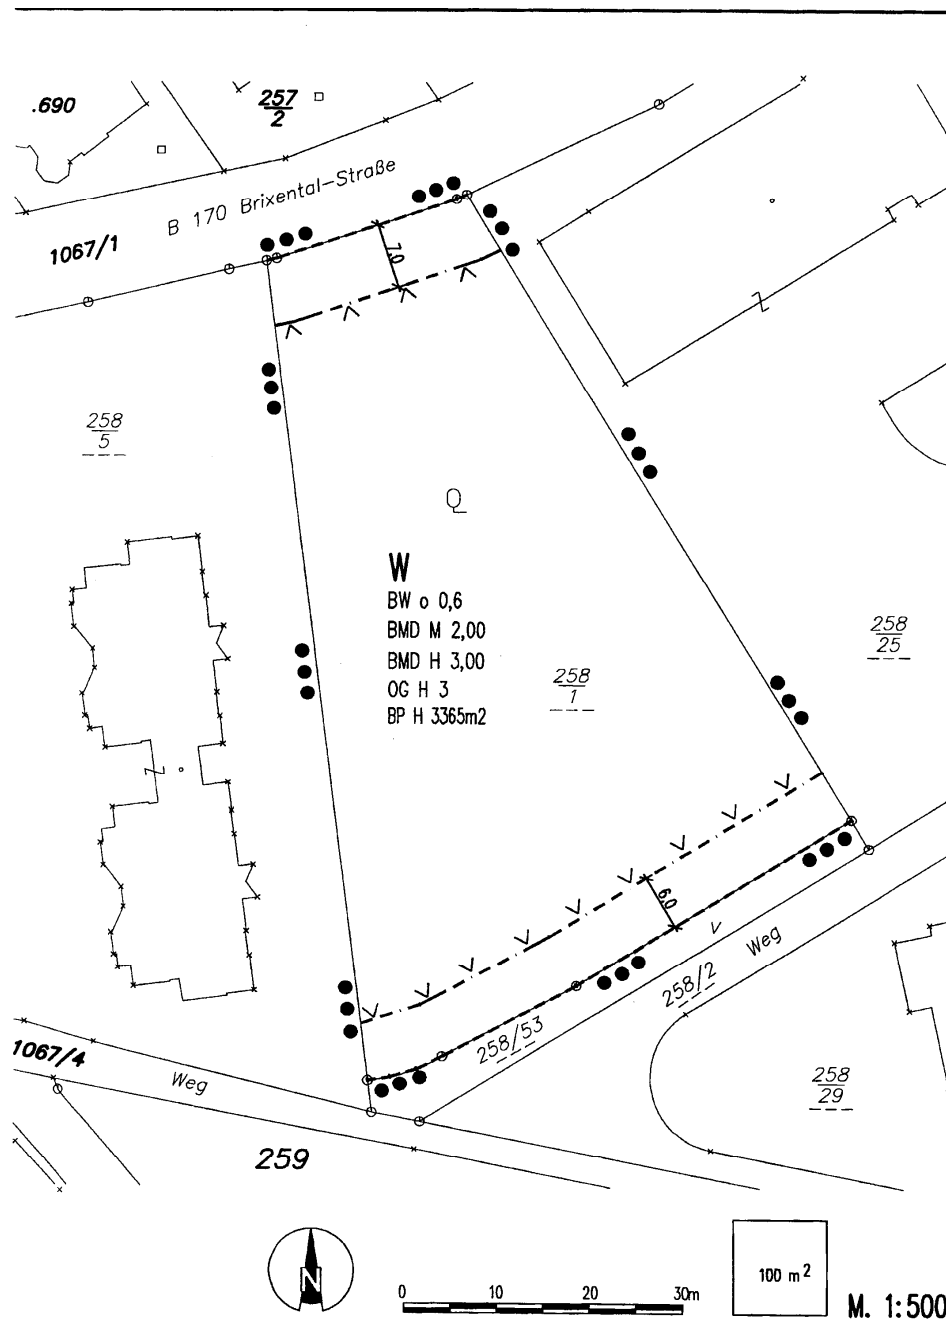 .690
257
2
B 170 Brixental-Straße
1067/1
7,0
258
5
Q
W
BW o 0,6
BMD M 2,00
BMD H 3,00
OG H 3
BP H 3365m2
258
1
258
25
6,0
Weg
258/2
258/53
1067/4
Weg
258
29
259
N
0 10 20 30m
100 m²
M. 1:500